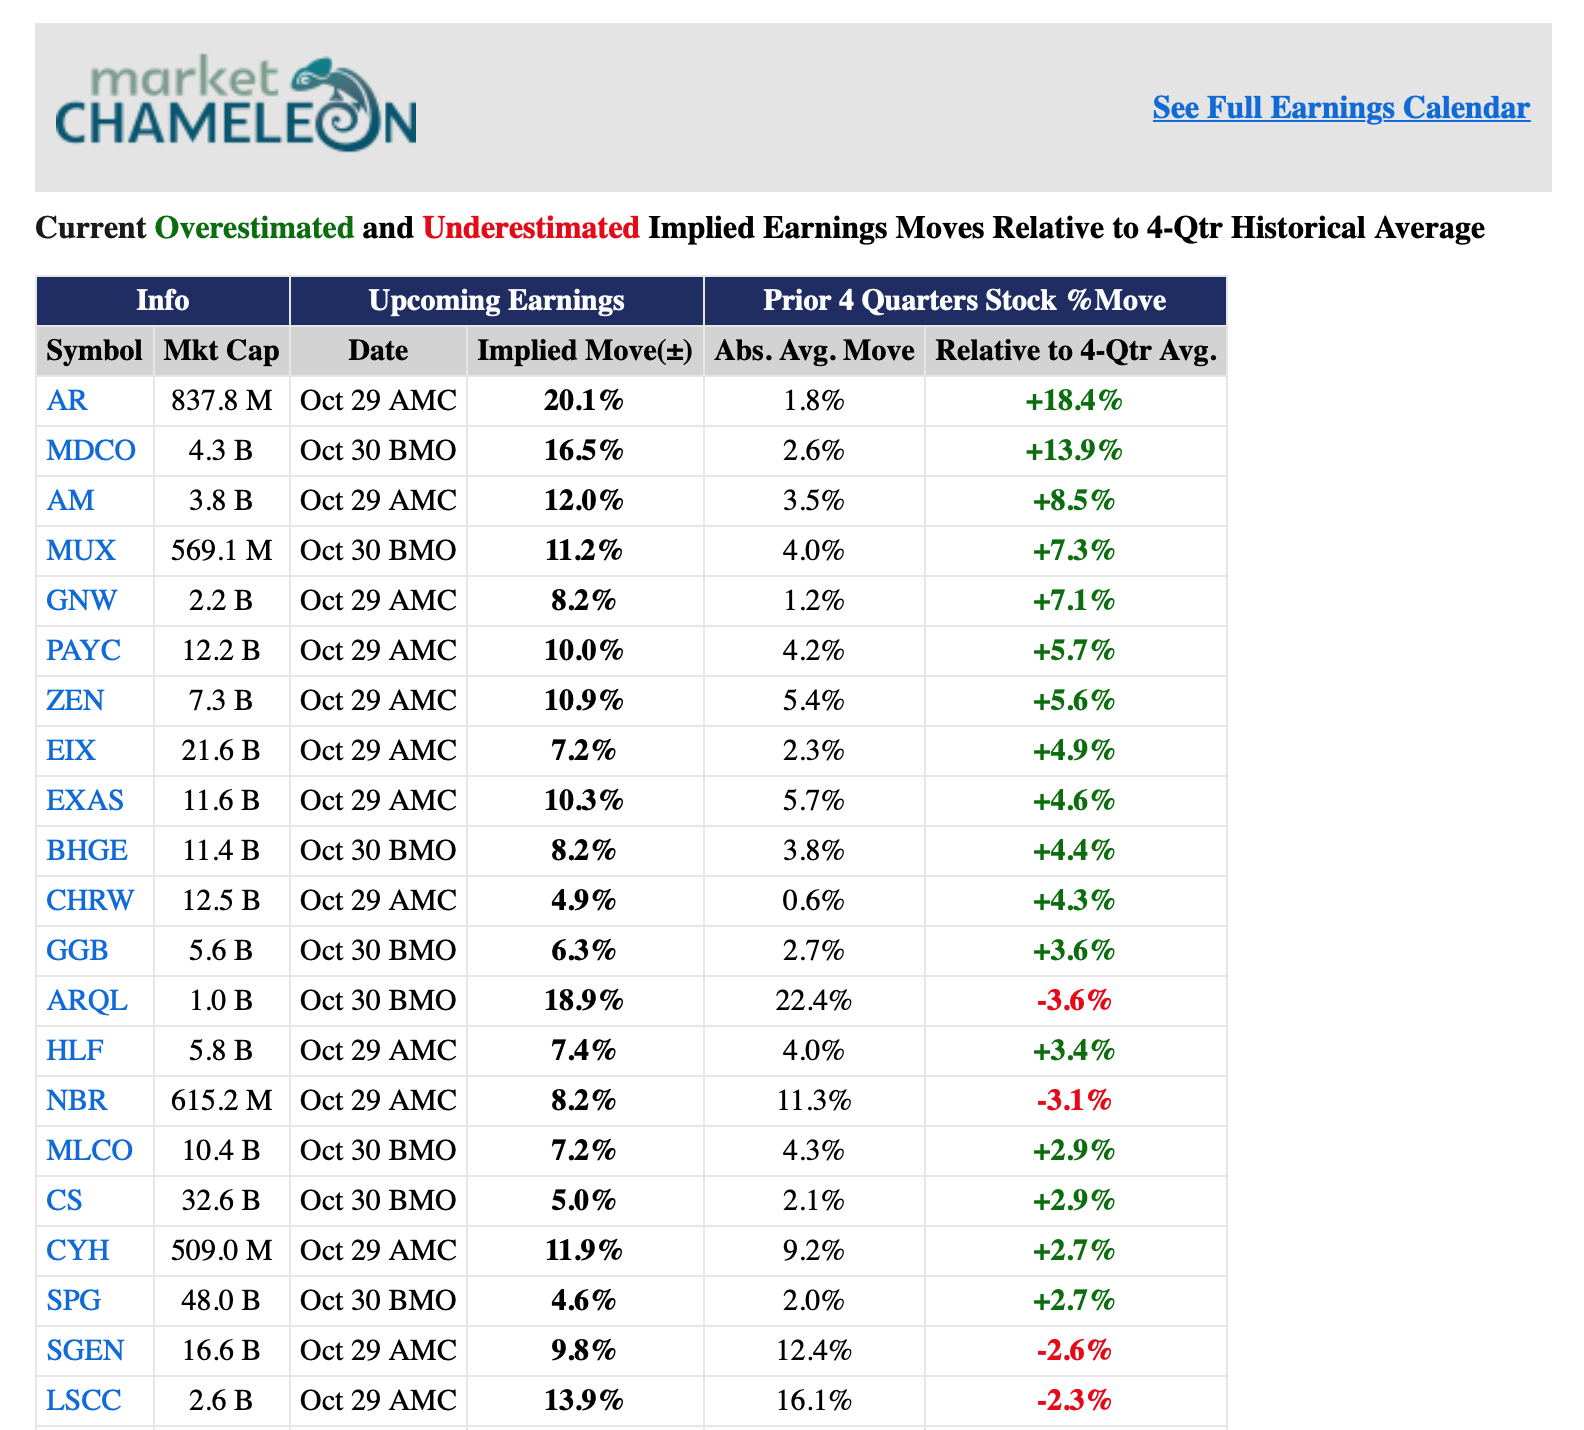 market
CHAMELEON
See Full Earnings Calendar
Current Overestimated and Underestimated Implied Earnings Moves Relative to 4-Qtr Historical Average
Info Upcoming Earnings Prior 4 Quarters Stock %Move
Symbol Mkt Cap Date Implied Move(±) Abs. Avg. Move Relative to 4-Qtr Avg.
AR 837.8 M Oct 29 AMC 20.1% 1.8% +18.4%
MDCO 4.3 B Oct 30 BMO 16.5% 2.6% +13.9%
AM 3.8 B Oct 29 AMC 12.0% 3.5% +8.5%
MUX 569.1 M Oct 30 BMO 11.2% 4.0% +7.3%
GNW 2.2 B Oct 29 AMC 8.2% 1.2% +7.1%
PAYC 12.2 B Oct 29 AMC 10.0% 4.2% +5.7%
ZEN 7.3 B Oct 29 AMC 10.9% 5.4% +5.6%
EIX 21.6 B Oct 29 AMC 7.2% 2.3% +4.9%
EXAS 11.6 B Oct 29 AMC 10.3% 5.7% +4.6%
BHGE 11.4 B Oct 30 BMO 8.2% 3.8% +4.4%
CHRW 12.5 B Oct 29 AMC 4.9% 0.6% +4.3%
GGB 5.6 B Oct 30 BMO 6.3% 2.7% +3.6%
ARQL 1.0 B Oct 30 BMO 18.9% 22.4% -3.6%
HLF 5.8 B Oct 29 AMC 7.4% 4.0% +3.4%
NBR 615.2 M Oct 29 AMC 8.2% 11.3% -3.1%
MLCO 10.4 B Oct 30 BMO 7.2% 4.3% +2.9%
CS 32.6 B Oct 30 BMO 5.0% 2.1% +2.9%
CYH 509.0 M Oct 29 AMC 11.9% 9.2% +2.7%
SPG 48.0 B Oct 30 BMO 4.6% 2.0% +2.7%
SGEN 16.6 B Oct 29 AMC 9.8% 12.4% -2.6%
LSCC 2.6 B Oct 29 AMC 13.9% 16.1% -2.3%